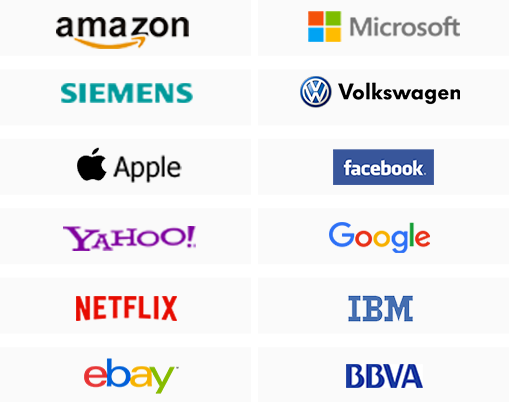 amazon
Microsoft
SIEMENS
Volkswagen
Apple
facebook.
YAHOO!
Google
NETFLIX
IBM
ebay
BBVA